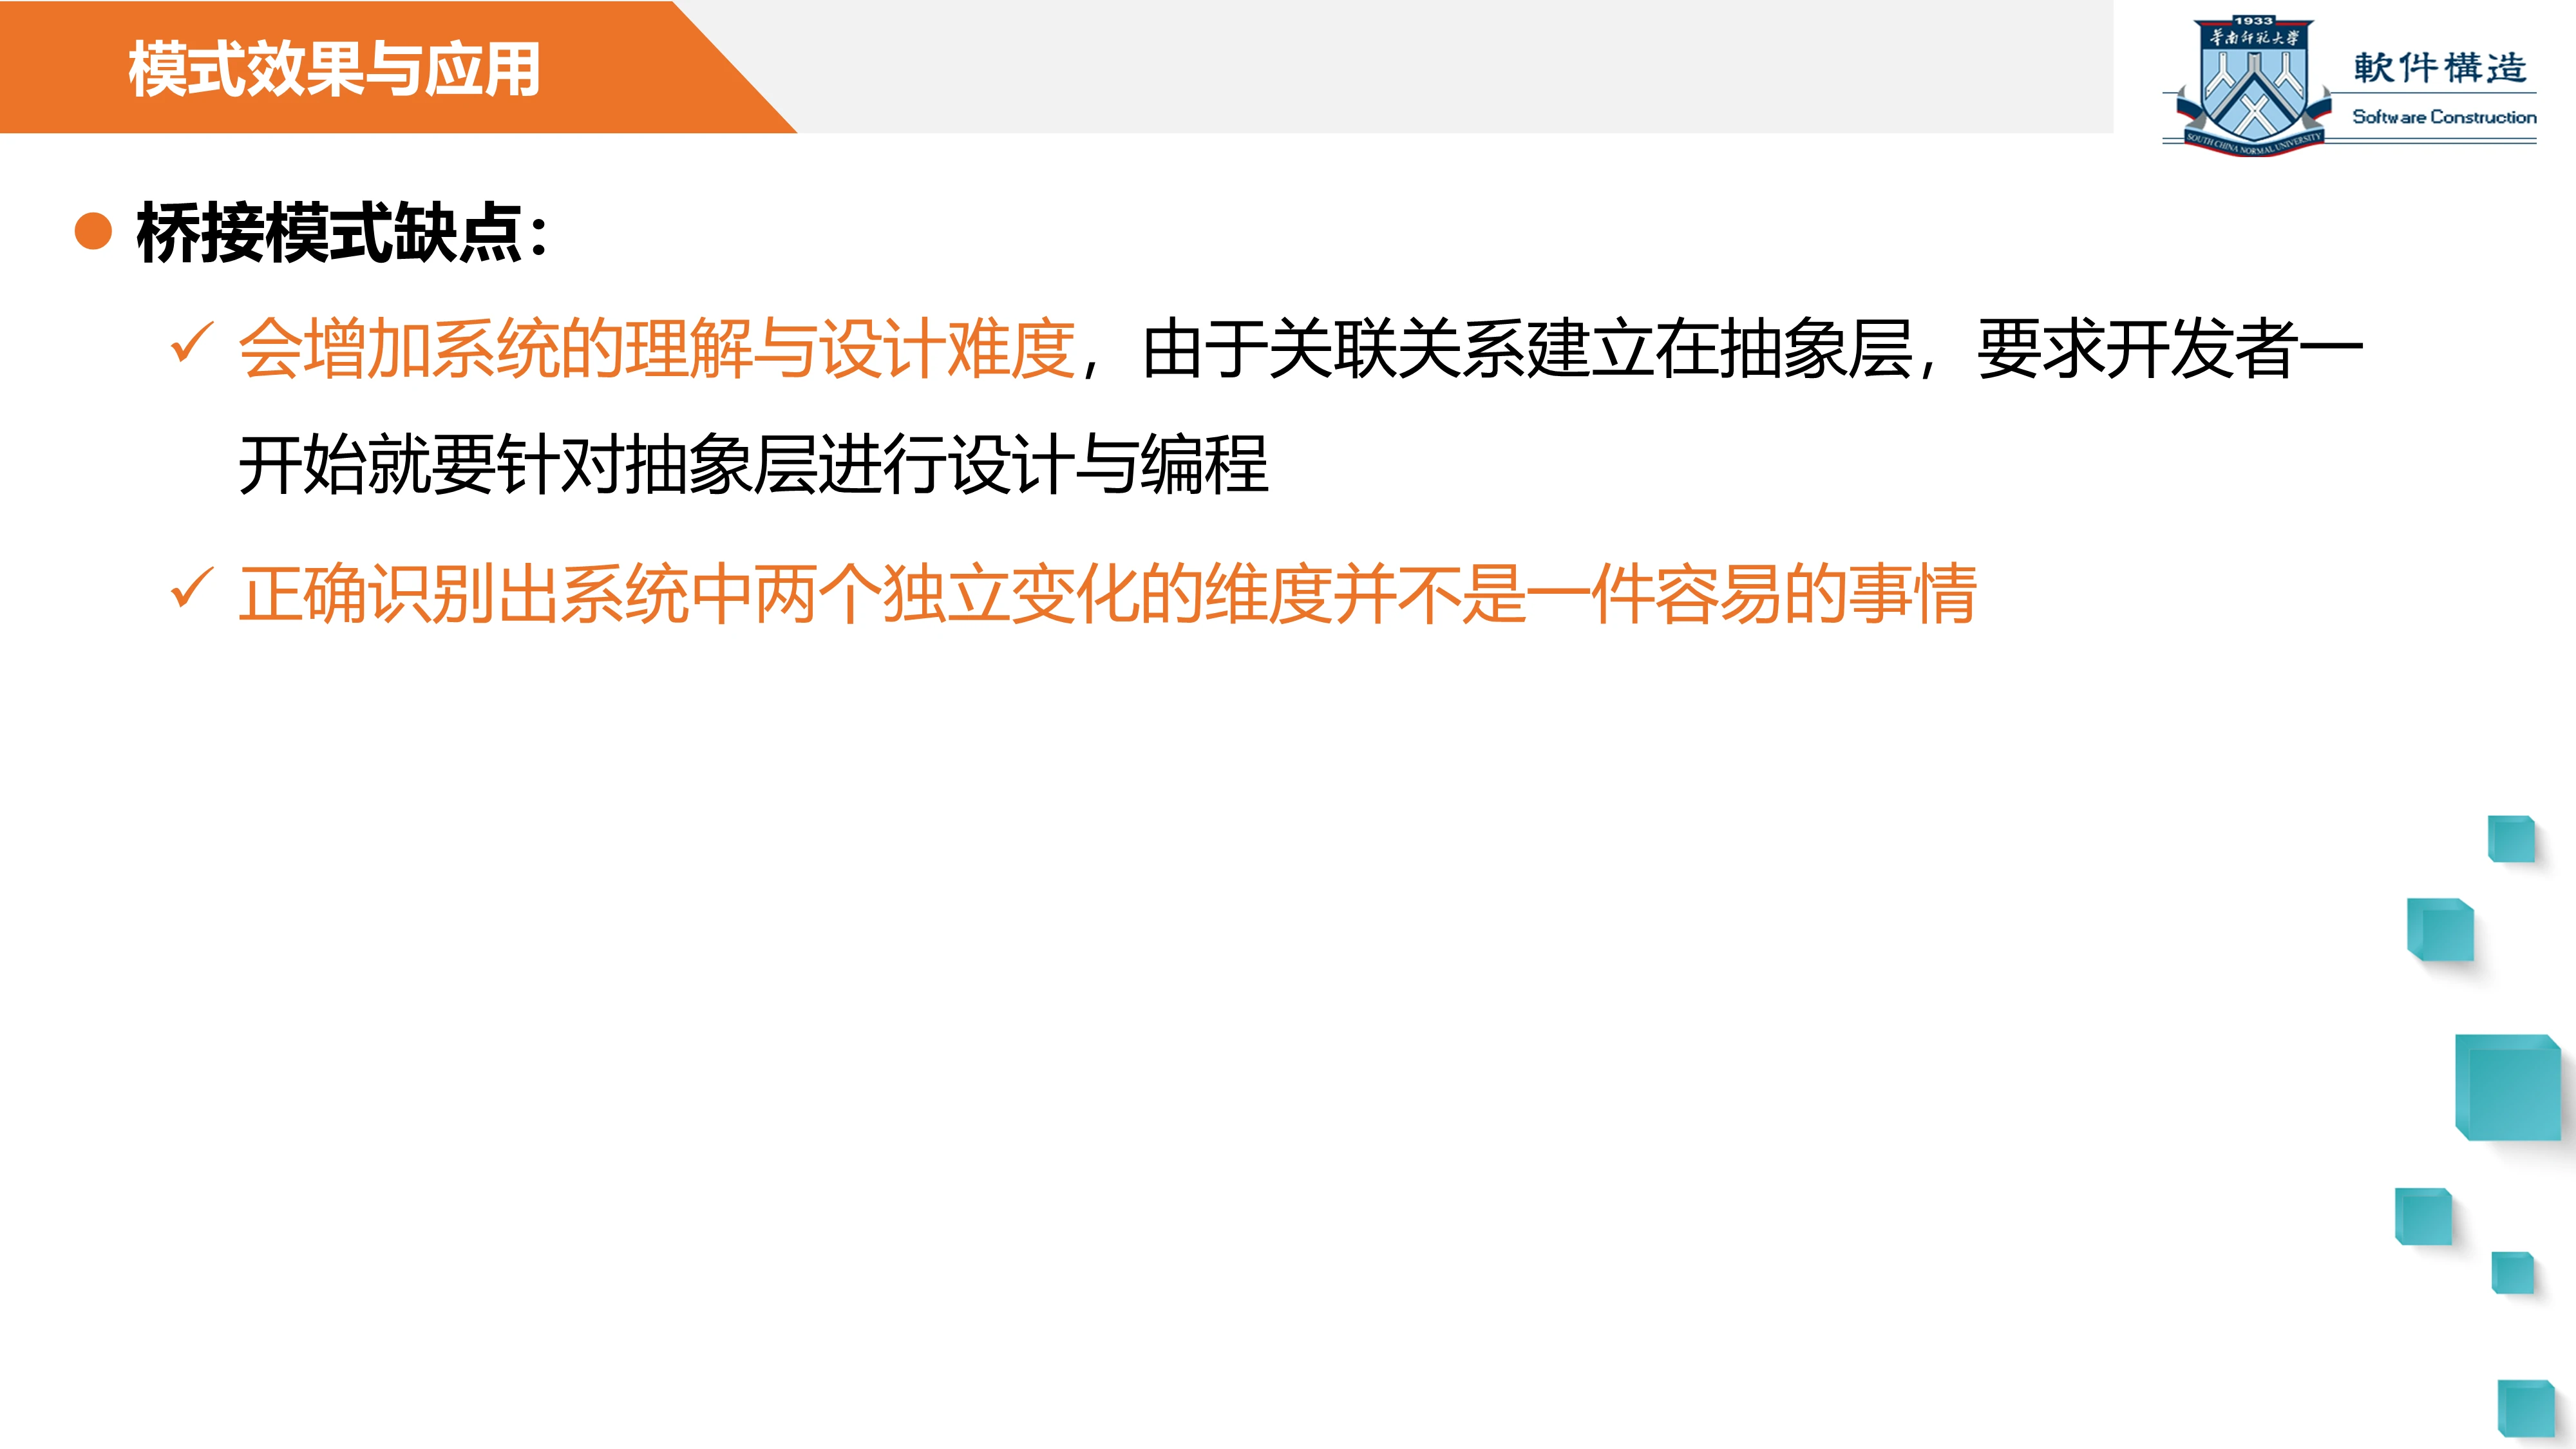 模式效果与应用
1933
华南师范大学
SOUTH CHINA NORMAL UNIVERSITY
軟件構造
Software Construction
桥接模式缺点：
会增加系统的理解与设计难度，由于关联关系建立在抽象层，要求开发者一
开始就要针对抽象层进行设计与编程
正确识别出系统中两个独立变化的维度并不是一件容易的事情